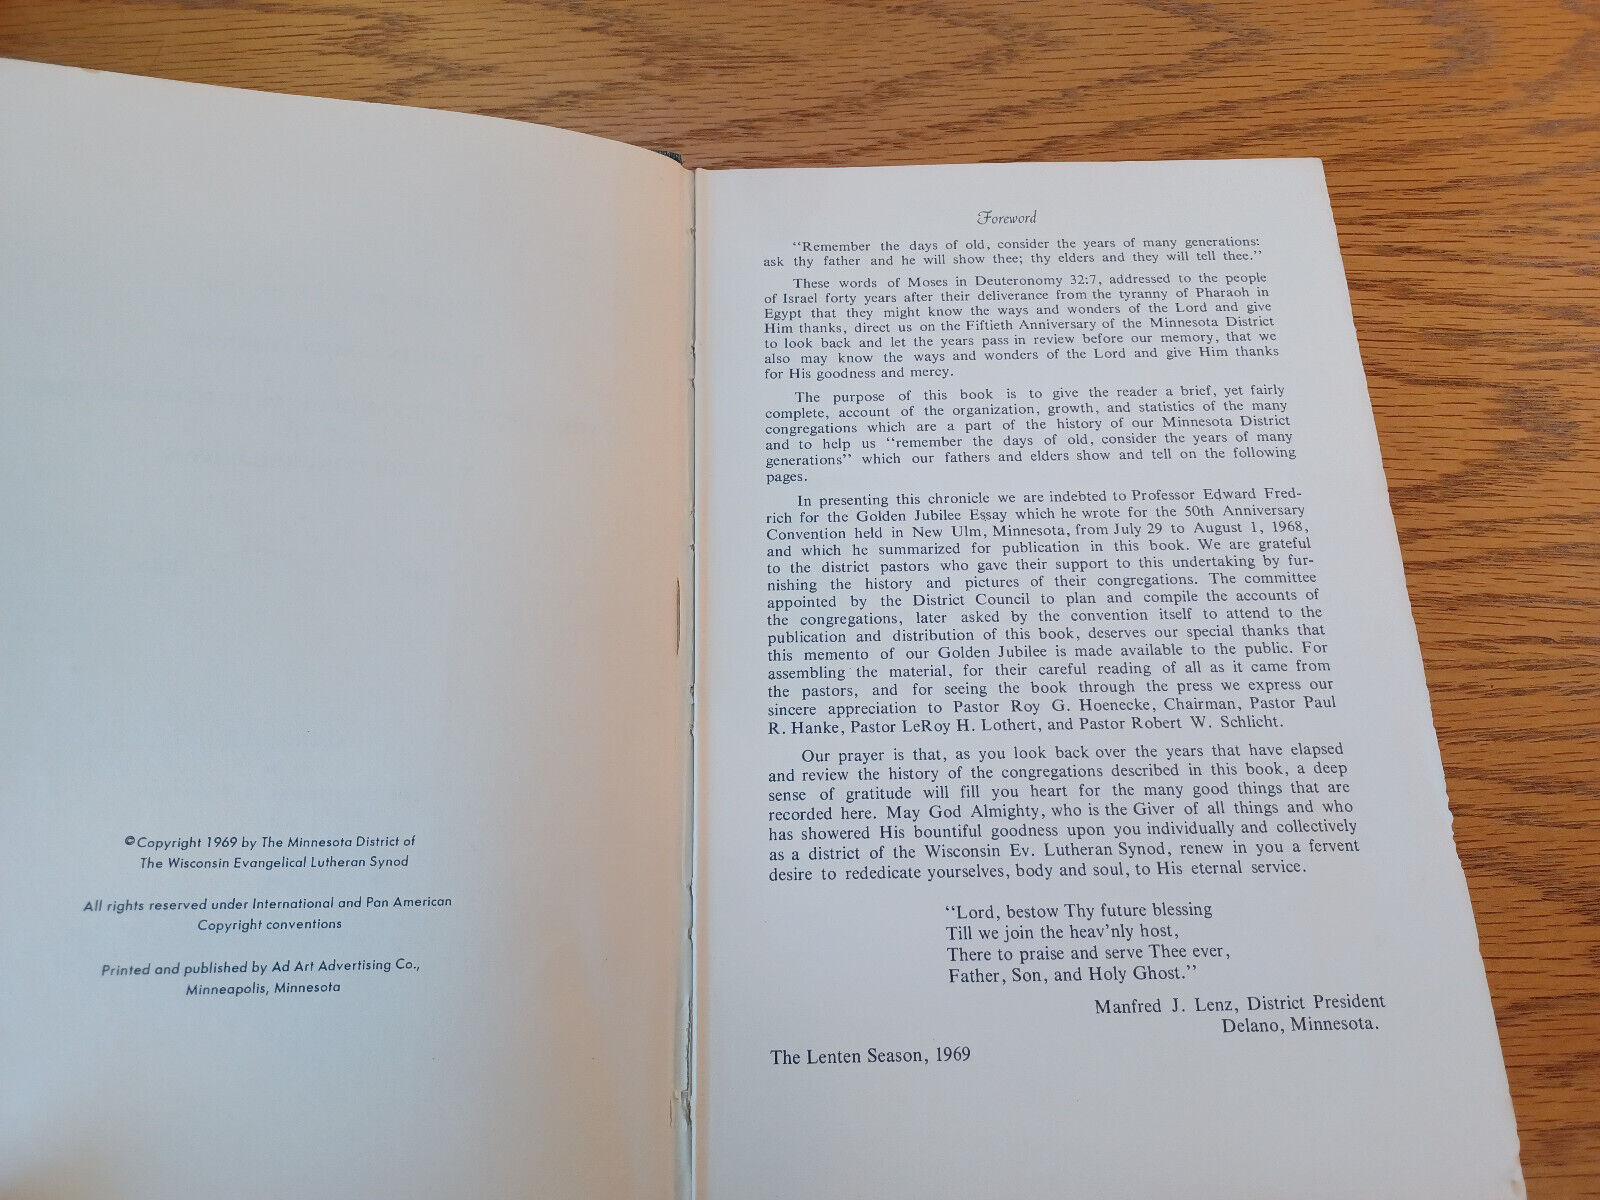 ©Copyright 1969 by The Minnesota District of
The Wisconsin Evangelical Lutheran Synod
All rights reserved under International and Pan American
Copyright conventions
Printed and published by Ad Art Advertising Co.,
Minneapolis, Minnesota
Foreword
"Remember the days of old, consider the years of many generations:
ask thy father and he will show thee; thy elders and they will tell thee."
These words of Moses in Deuteronomy 32:7, addressed to the people
of Israel forty years after their deliverance from the tyranny of Pharaoh in
Egypt that they might know the ways and wonders of the Lord and give
Him thanks, direct us on the Fiftieth Anniversary of the Minnesota District
to look back and let the years pass in review before our memory, that we
also may know the ways and wonders of the Lord and give Him thanks
for His goodness and mercy.
The purpose of this book is to give the reader a brief, yet fairly
complete, account of the organization, growth, and statistics of the many
congregations which are a part of the history of our Minnesota District
and to help us "remember the days of old, consider the years of many
generations" which our fathers and elders show and tell on the following
pages.
In presenting this chronicle we are indebted to Professor Edward Fred-
rich for the Golden Jubilee Essay which he wrote for the 50th Anniversary
Convention held in New Ulm, Minnesota, from July 29 to August 1, 1968,
and which he summarized for publication in this book. We are grateful
to the district pastors who gave their support to this undertaking by fur-
nishing the history and pictures of their congregations. The committee
appointed by the District Council to plan and compile the accounts of
the congregations, later asked by the convention itself to attend to the
publication and distribution of this book, deserves our special thanks that
this memento of our Golden Jubilee is made available to the public. For
assembling the material, for their careful reading of all as it came from
the pastors, and for seeing the book through the press we express our
sincere appreciation to Pastor Roy G. Hoenecke, Chairman, Pastor Paul
R. Hanke, Pastor LeRoy H. Lothert, and Pastor Robert W. Schlicht.
Our prayer is that, as you look back over the years that have elapsed
and review the history of the congregations described in this book, a deep
sense of gratitude will fill you heart for the many good things that are
recorded here. May God Almighty, who is the Giver of all things and who
has showered His bountiful goodness upon you individually and collectively
as a district of the Wisconsin Ev. Lutheran Synod, renew in you a fervent
desire to rededicate yourselves, body and soul, to His eternal service.
"Lord, bestow Thy future blessing
Till we join the heav'nly host,
There to praise and serve Thee ever,
Father, Son, and Holy Ghost."
Manfred J. Lenz, District President
Delano, Minnesota.
The Lenten Season, 1969